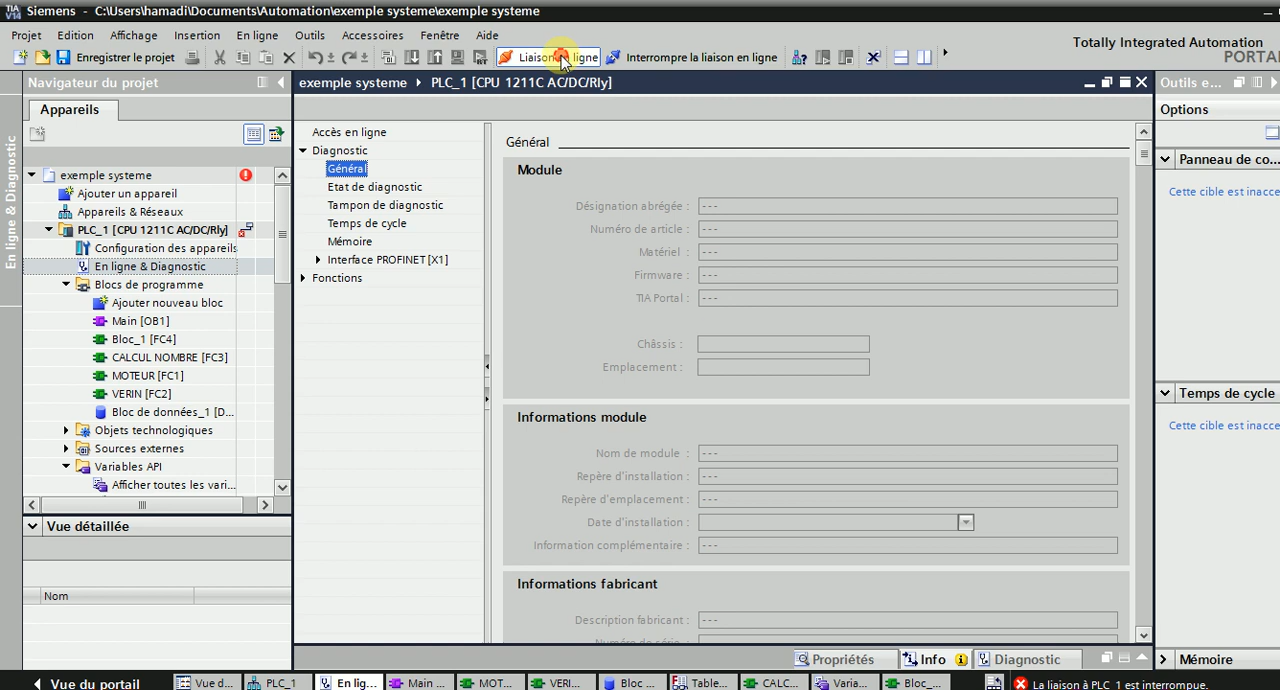 TIA V14 Siemens - C:\Users\hamadi\Documents\Automation\exemple systeme\exemple systeme
Projet Edition Affichage Insertion En ligne Outils Accessoires Fenêtre Aide
Enregistrer le projet Liaison ligne Interrompre la liaison en ligne
Totally Integrated Automation
PORTA
Navigateur du projet
exemple systeme PLC_1 [CPU 1211C AC/DC/Rly]
Outils e...
Appareils
Options
En ligne & Diagnostic
exemple systeme
Ajouter un appareil
Appareils & Réseaux
PLC_1 [CPU 1211C AC/DC/Rly]
Configuration des appareils
En ligne & Diagnostic
Blocs de programme
Ajouter nouveau bloc
Main [OB1]
Bloc_1 [FC4]
CALCUL NOMBRE [FC3]
MOTEUR [FC1]
VERIN [FC2]
Bloc de données_1 [D...
Objets technologiques
Sources externes
Variables API
Afficher toutes les vari...
Vue détaillée
Nom
Accès en ligne
Diagnostic
Général
Etat de diagnostic
Tampon de diagnostic
Temps de cycle
Mémoire
Interface PROFINET [X1]
Fonctions
Général
Module
Désignation abrégée : ---
Numéro de article : ---
Matériel : ---
Firmware : ---
TIA Portal : ---
Châssis :
Emplacement :
Informations module
Nom de module : ---
Repère d'installation : ---
Repère d'emplacement : ---
Date d'installation :
Information complémentaire : ---
Informations fabricant
Description fabricant : ---
Numéro de série : ---
Panneau de co...
Cette cible est inacce
Temps de cycle
Cette cible est inacce
Mémoire
Propriétés Info Diagnostic
Vue du portail Vue d... PLC_1 En lig... Main ... MOT... VERI... Bloc ... Table... CALC... Varia... Bloc_... La liaison à PLC_1 est interrompue.